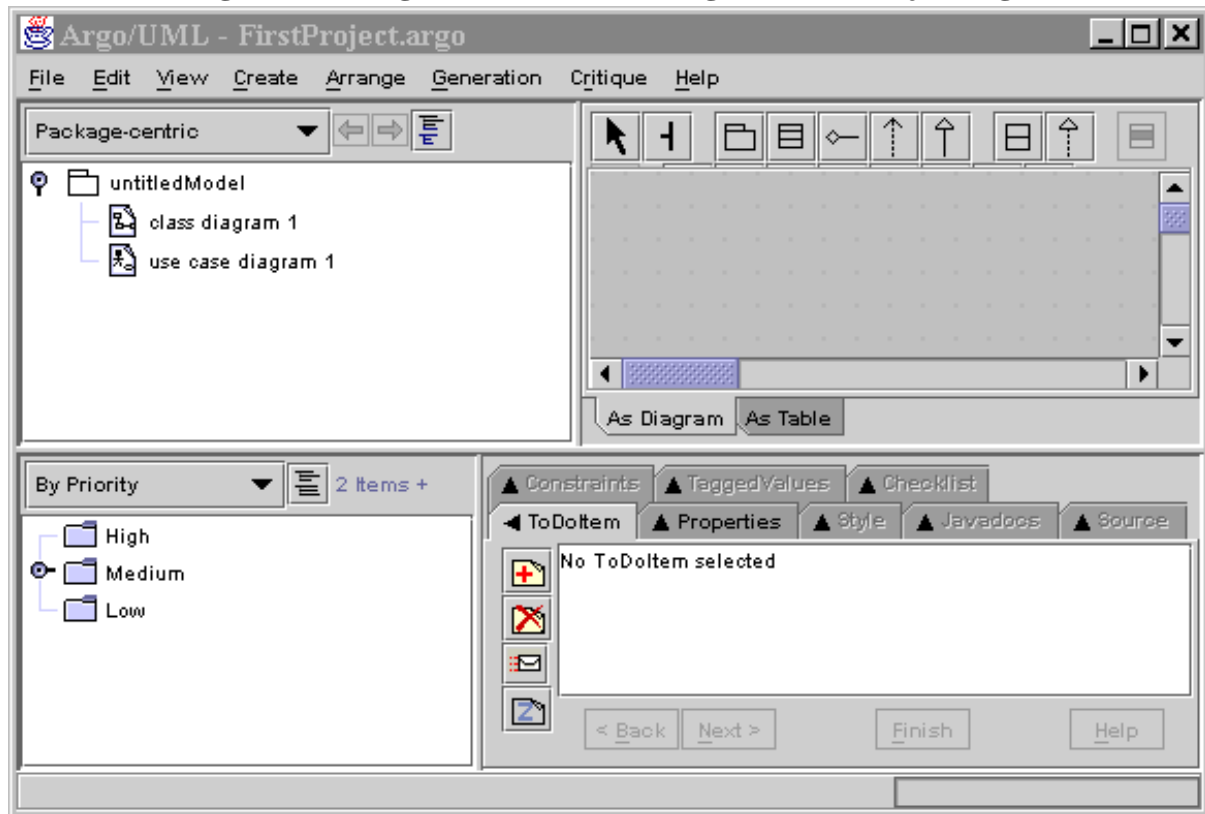 Argo/UML - FirstProject.argo
File Edit View Create Arrange Generation Critique Help
Package-centric
untitledModel
class diagram 1
use case diagram 1
As Diagram As Table
By Priority 2 Items +
High
Medium
Low
Constraints TaggedValues Checklist
ToDoItem Properties Style Javadocs Source
No ToDoItem selected
< Back Next > Finish Help